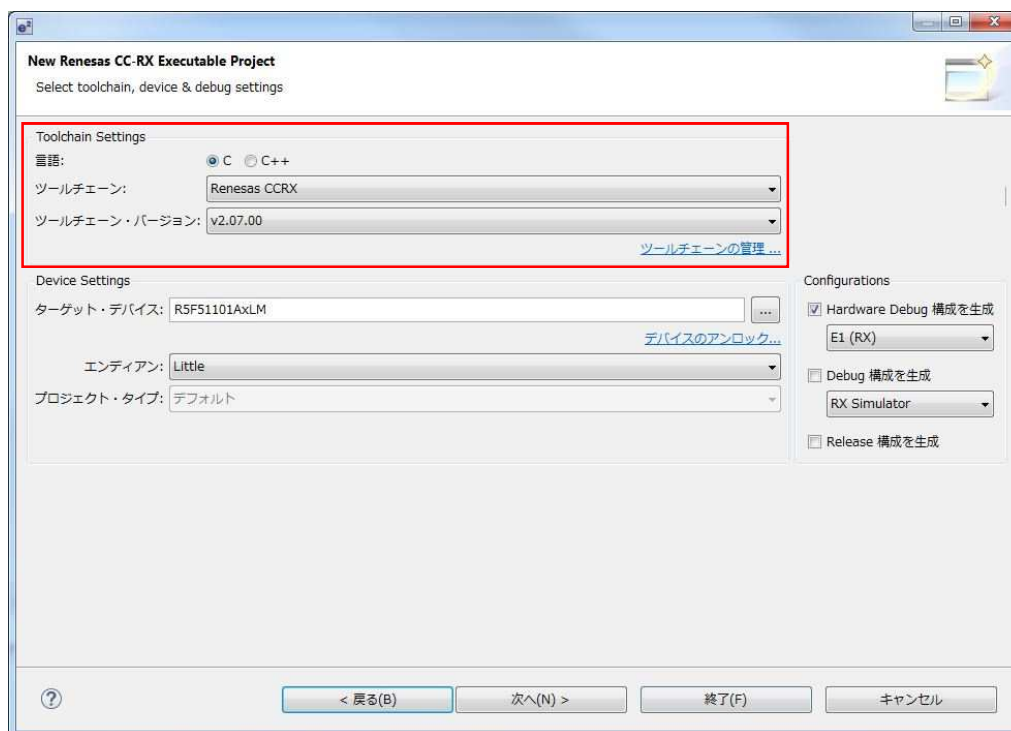 e²
New Renesas CC-RX Executable Project
Select toolchain, device & debug settings
Toolchain Settings
言語: C C++
ツールチェーン: Renesas CCRX
ツールチェーン・バージョン: v2.07.00
ツールチェーンの管理 ...
Device Settings
ターゲット・デバイス: R5F51101AxLM ...
デバイスのアンロック...
エンディアン: Little
プロジェクト・タイプ: デフォルト
Configurations
Hardware Debug 構成を生成
E1 (RX)
Debug 構成を生成
RX Simulator
Release 構成を生成
? < 戻る(B) 次へ(N) > 終了(F) キャンセル